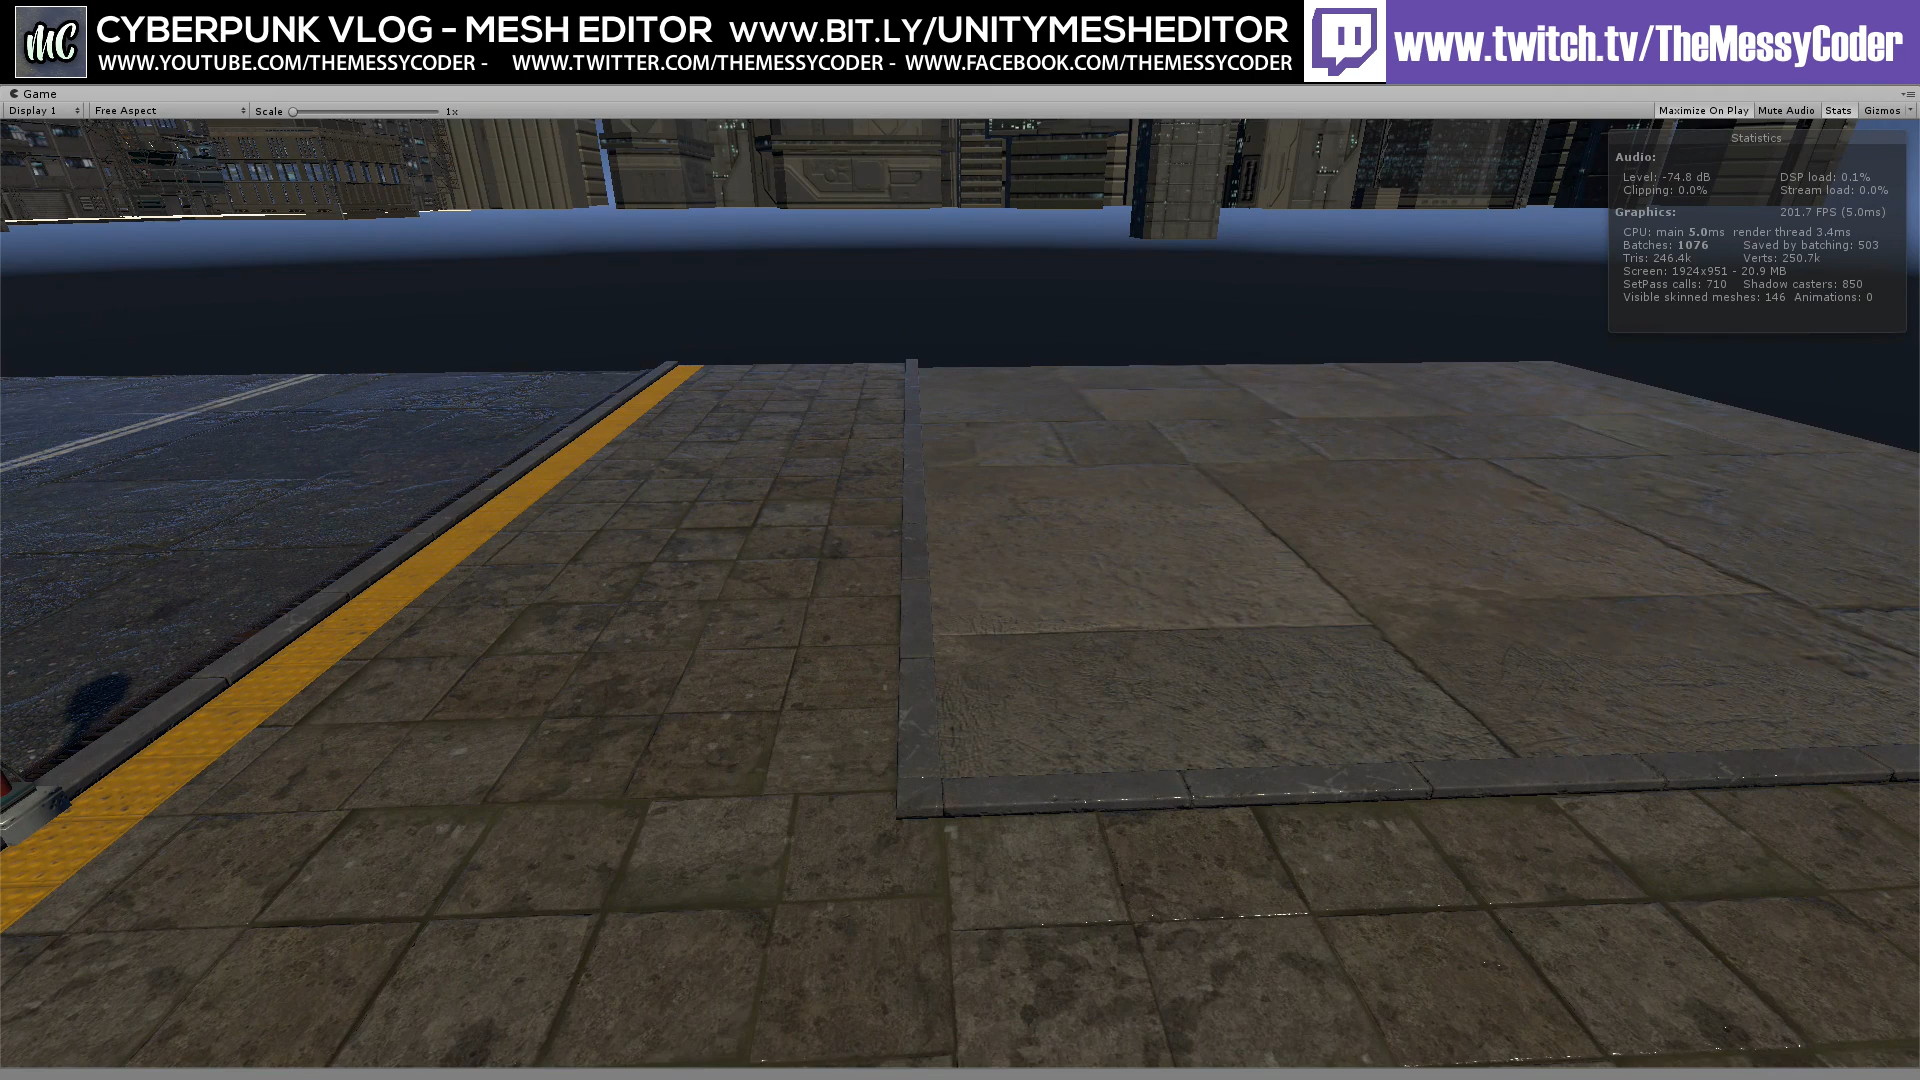 MC
CYBERPUNK VLOG - MESH EDITOR WWW.BIT.LY/UNITYMESHEDITOR
WWW.YOUTUBE.COM/THEMESSYCODER - WWW.TWITTER.COM/THEMESSYCODER - WWW.FACEBOOK.COM/THEMESSYCODER
www.twitch.tv/TheMessyCoder
Game
Display 1 Free Aspect Scale 1x Maximize On Play Mute Audio Stats Gizmos
Statistics
Audio:
Level: -74.8 dB DSP load: 0.1%
Clipping: 0.0% Stream load: 0.0%
Graphics: 201.7 FPS (5.0ms)
CPU: main 5.0ms render thread 3.4ms
Batches: 1076 Saved by batching: 503
Tris: 246.4k Verts: 250.7k
Screen: 1924x951 - 20.9 MB
SetPass calls: 710 Shadow casters: 850
Visible skinned meshes: 146 Animations: 0